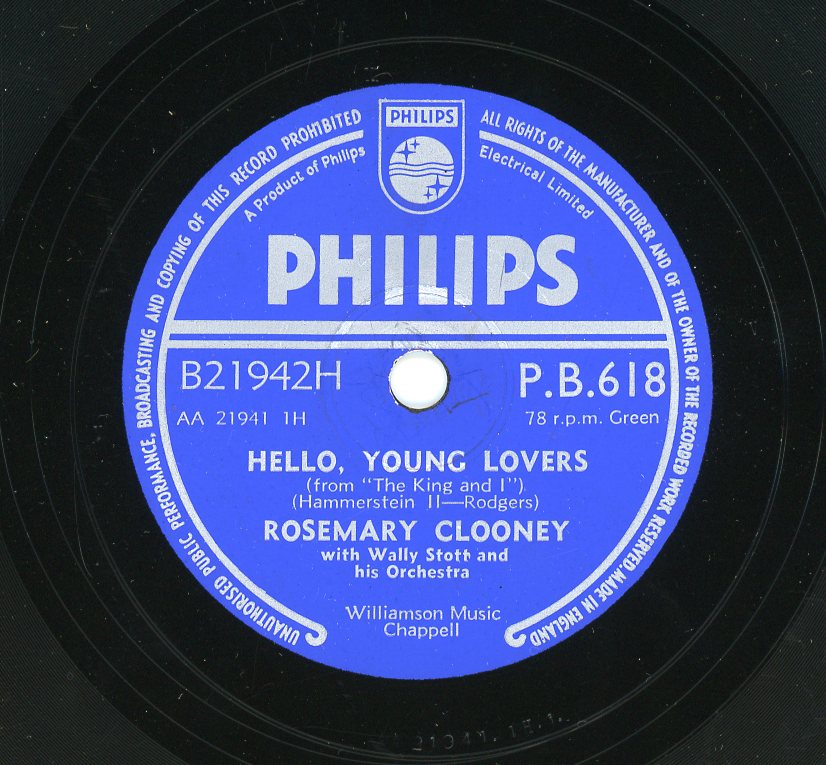 UNAUTHORISED PUBLIC PERFORMANCE, BROADCASTING AND COPYING OF THIS RECORD PROHIBITED
ALL RIGHTS OF THE MANUFACTURER AND OF THE OWNER OF THE RECORDED WORK RESERVED. MADE IN ENGLAND
A Product of Philips
Electrical Limited
PHILIPS
PHILIPS
B21942H
P.B.618
AA 21941 1H
78 r.p.m. Green
HELLO, YOUNG LOVERS
(from "The King and I")
(Hammerstein II—Rodgers)
ROSEMARY CLOONEY
with Wally Stott and
his Orchestra
Williamson Music
Chappell